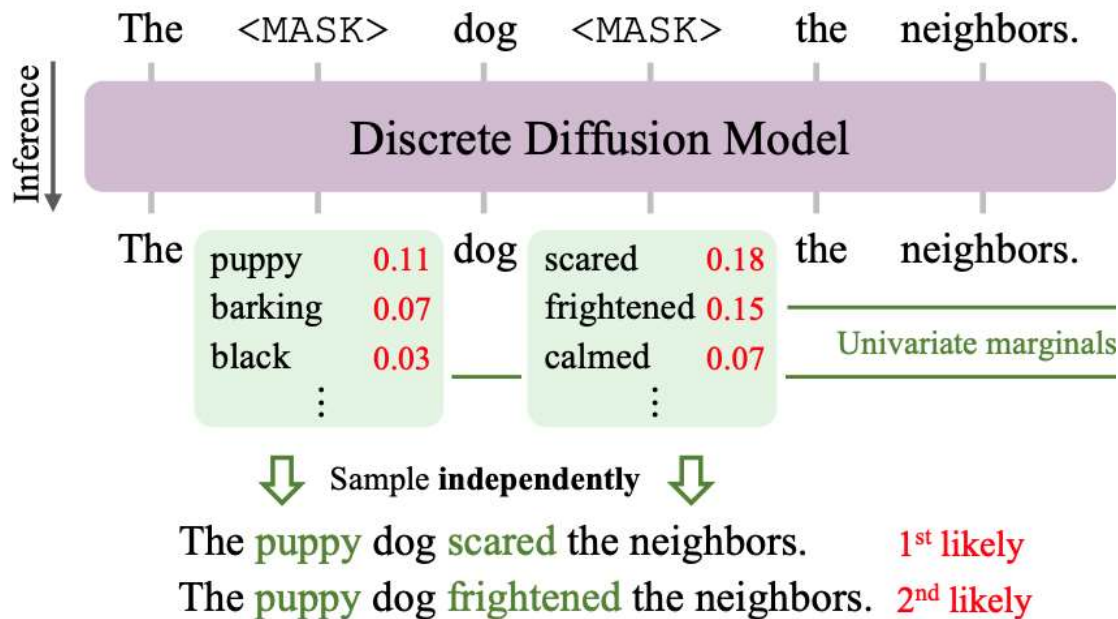 The <MASK> dog <MASK> the neighbors.
Inference
Discrete Diffusion Model
The dog the neighbors.
puppy 0.11
barking 0.07
black 0.03
⋮
scared 0.18
frightened 0.15
calmed 0.07
⋮
Univariate marginals
Sample independently
The puppy dog scared the neighbors. 1st likely
The puppy dog frightened the neighbors. 2nd likely